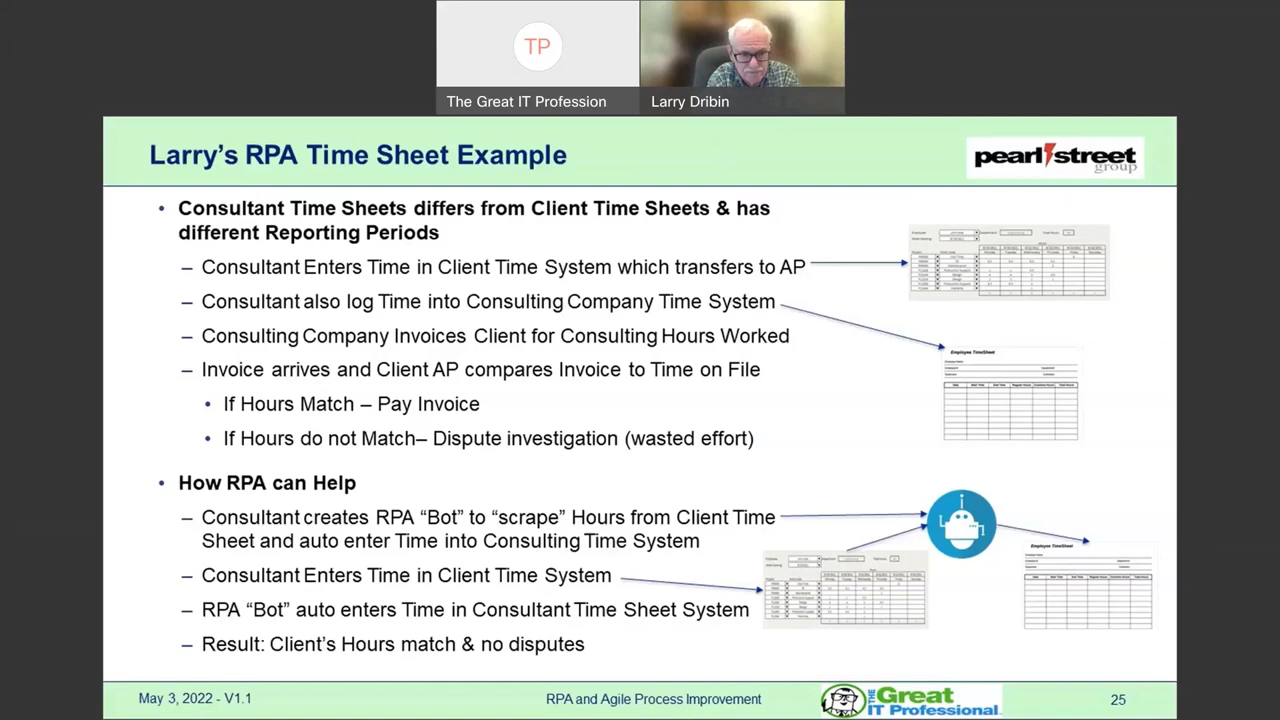 TP
The Great IT Profession
Larry Dribin
Larry's RPA Time Sheet Example
pearl street
group
• Consultant Time Sheets differs from Client Time Sheets & has
different Reporting Periods
– Consultant Enters Time in Client Time System which transfers to AP
– Consultant also log Time into Consulting Company Time System
– Consulting Company Invoices Client for Consulting Hours Worked
– Invoice arrives and Client AP compares Invoice to Time on File
• If Hours Match – Pay Invoice
• If Hours do not Match– Dispute investigation (wasted effort)
Employee TimeSheet
• How RPA can Help
– Consultant creates RPA “Bot” to “scrape” Hours from Client Time
Sheet and auto enter Time into Consulting Time System
– Consultant Enters Time in Client Time System
– RPA “Bot” auto enters Time in Consultant Time Sheet System
– Result: Client's Hours match & no disputes
Employee TimeSheet
May 3, 2022 - V1.1
RPA and Agile Process Improvement
THE Great
IT Professional
25